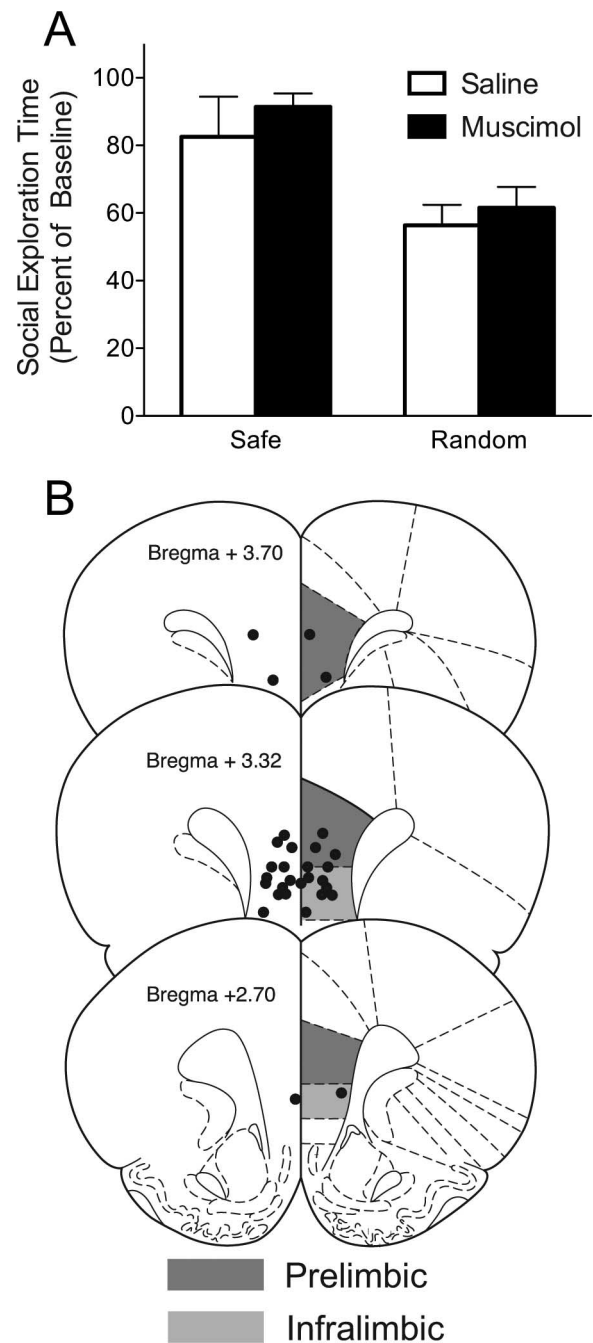 A
Social Exploration Time
(Percent of Baseline)
100
80
60
40
20
0
Saline
Muscimol
Safe
Random
B
Bregma + 3.70
Bregma + 3.32
Bregma +2.70
Prelimbic
Infralimbic